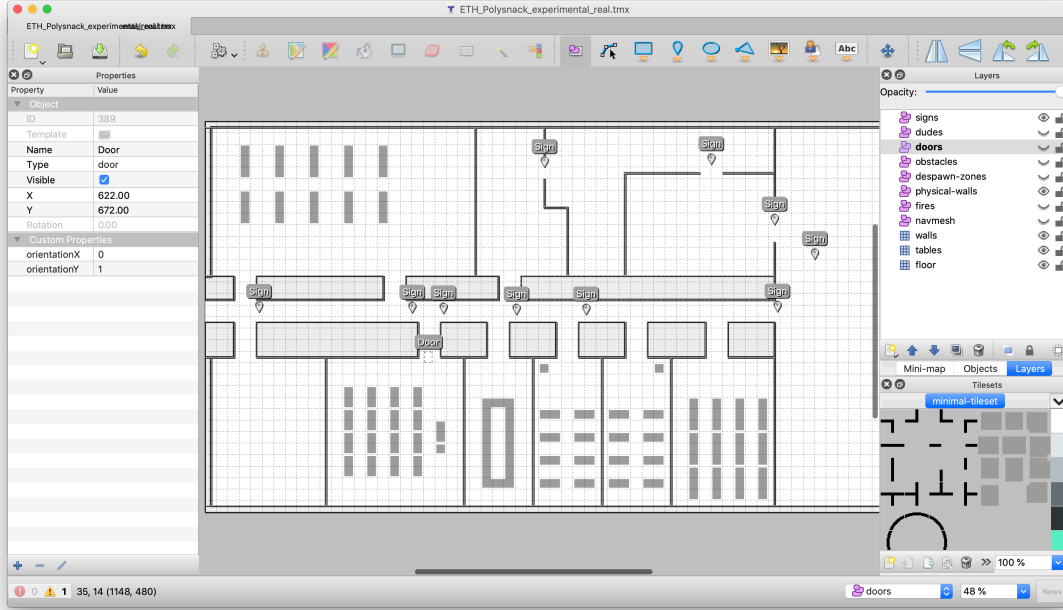 ETH_Polysnack_experimental_real.tmx
ETH_Polysnack_experimental_real.tmx
Abc
Properties
Property Value
Object
ID 389
Template
Name Door
Type door
Visible
X 622.00
Y 672.00
Rotation 0.00
Custom Properties
orientationX 0
orientationY 1
Sign
Sign
Sign
Sign
Sign Sign Sign Sign Sign Sign
Door
Layers
Opacity:
signs
dudes
doors
obstacles
despawn-zones
physical-walls
fires
navmesh
walls
tables
floor
Mini-map Objects Layers
Tilesets
minimal-tileset
100 %
0 1 35, 14 (1148, 480)
doors 48 % News